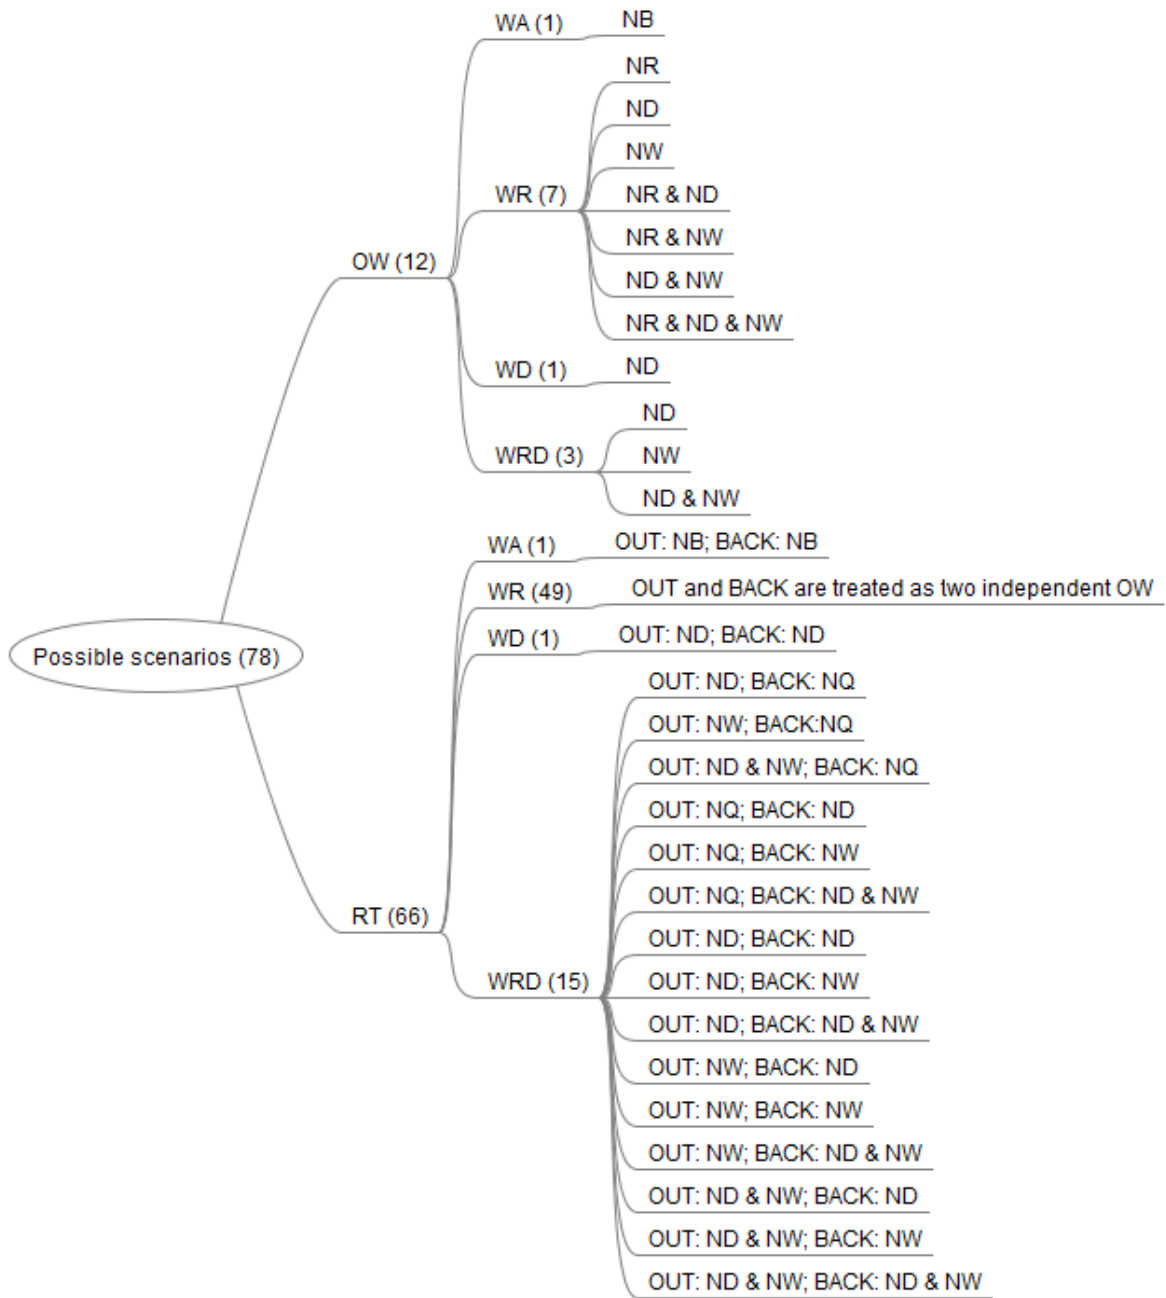 Possible scenarios (78)
OW (12)
WA (1)
NB
WR (7)
NR
ND
NW
NR & ND
NR & NW
ND & NW
NR & ND & NW
WD (1)
ND
WRD (3)
ND
NW
ND & NW
RT (66)
WA (1)
OUT: NB; BACK: NB
WR (49)
OUT and BACK are treated as two independent OW
WD (1)
OUT: ND; BACK: ND
WRD (15)
OUT: ND; BACK: NQ
OUT: NW; BACK:NQ
OUT: ND & NW; BACK: NQ
OUT: NQ; BACK: ND
OUT: NQ; BACK: NW
OUT: NQ; BACK: ND & NW
OUT: ND; BACK: ND
OUT: ND; BACK: NW
OUT: ND; BACK: ND & NW
OUT: NW; BACK: ND
OUT: NW; BACK: NW
OUT: NW; BACK: ND & NW
OUT: ND & NW; BACK: ND
OUT: ND & NW; BACK: NW
OUT: ND & NW; BACK: ND & NW